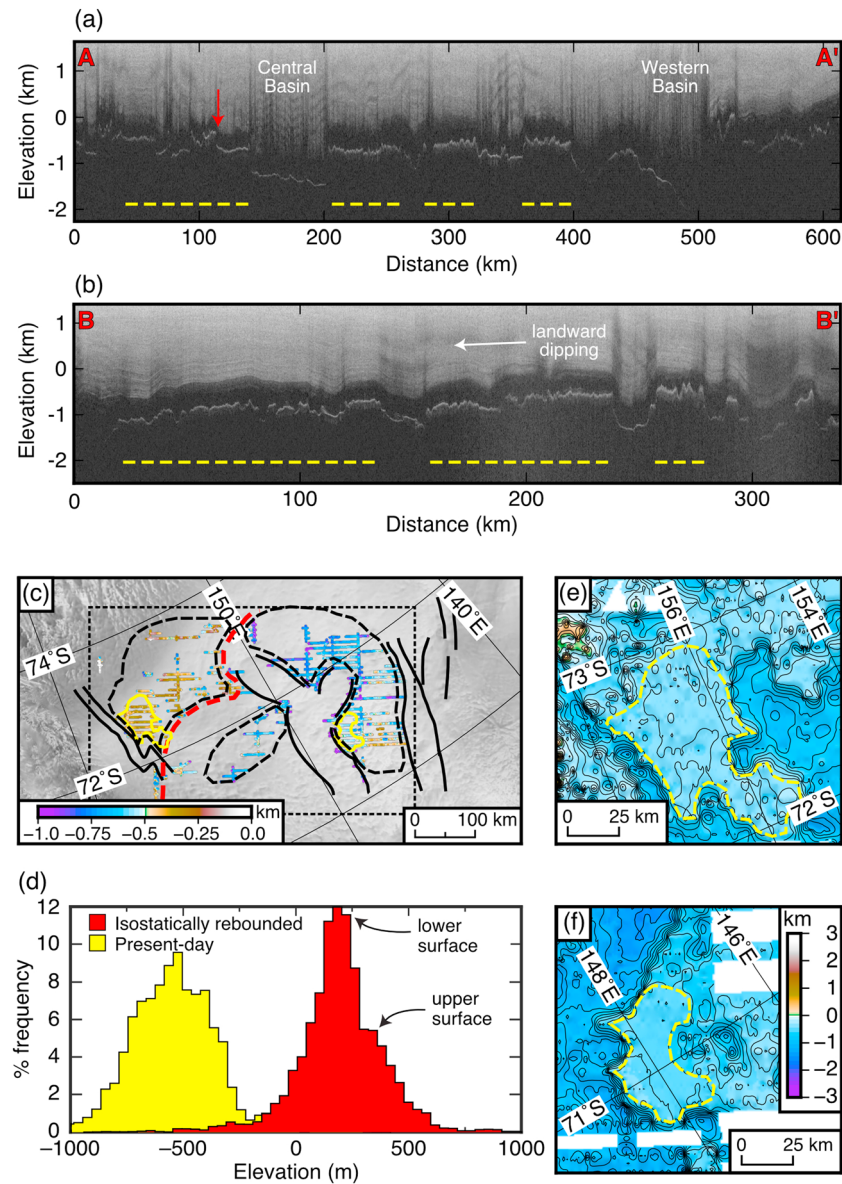 (a)
A
A'
Central
Basin
Western
Basin
Elevation (km)
1
0
-1
-2
0
100
200
300
400
500
600
Distance (km)
(b)
B
B'
landward
dipping
Elevation (km)
1
0
-1
-2
0
100
200
300
Distance (km)
(c)
150°
140°E
74°S
72°S
km
−1.0 −0.75 −0.5 −0.25 0.0
0 100 km
(e)
156°E
154°E
73°S
72°S
0 25 km
(d)
12
10
8
6
4
2
0
% frequency
Isostatically rebounded
Present-day
lower
surface
upper
surface
−1000
−500
0
500
1000
Elevation (m)
(f)
148°E
146°E
71°S
km
3
2
1
0
−1
−2
−3
0 25 km